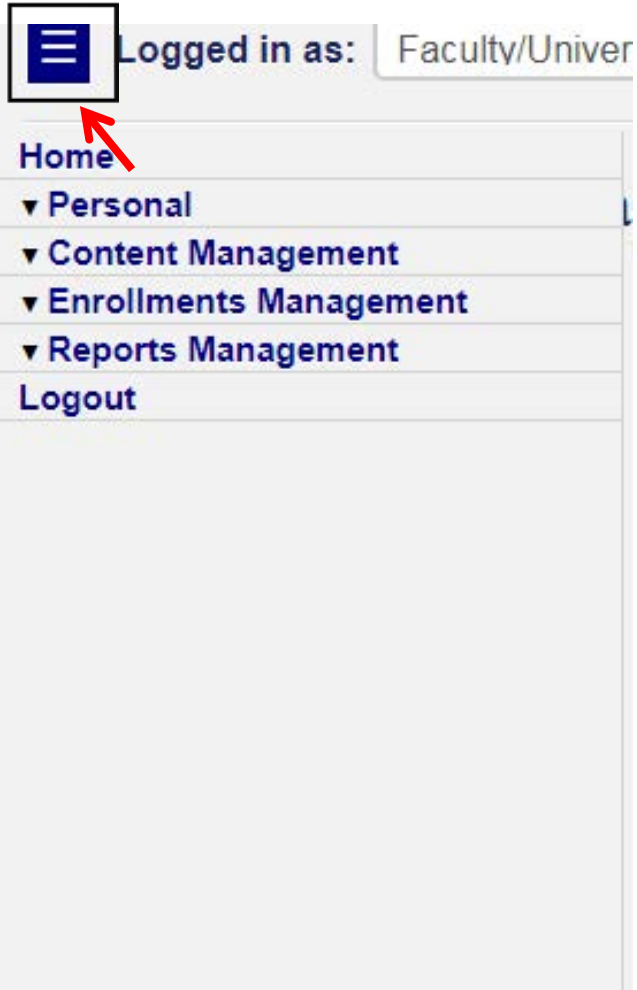 Logged in as: Faculty/Univer
Home
▾ Personal
▾ Content Management
▾ Enrollments Management
▾ Reports Management
Logout